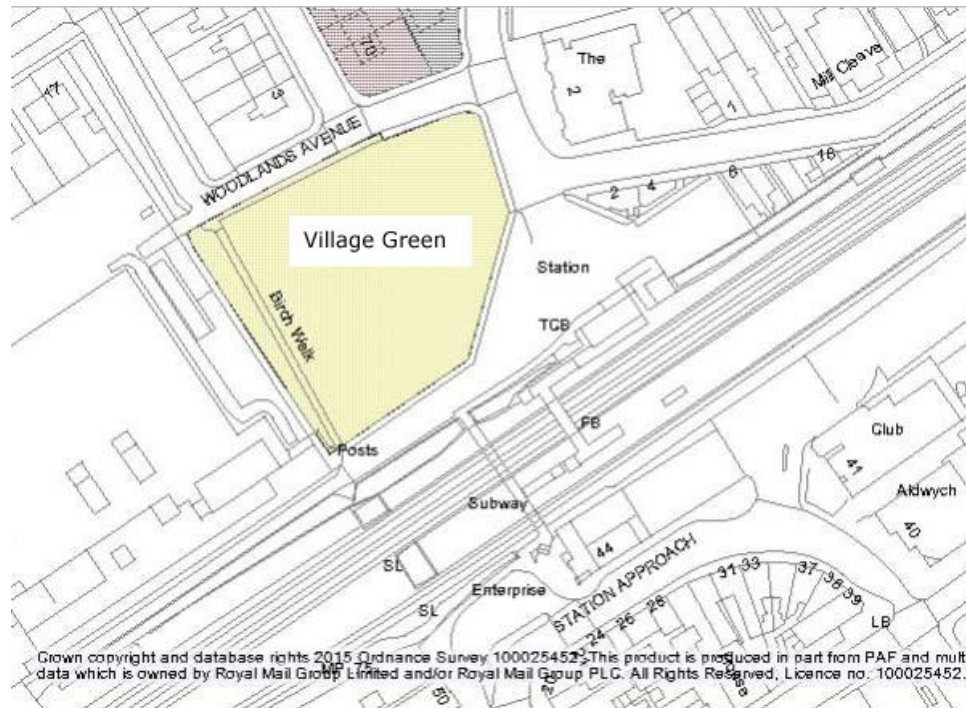 70
The
2
Mill Cleave
1
17
3
WOODLANDS AVENUE
Village Green
2
4
6
16
Station
Birch Walk
TCB
Posts
FB
Club
41
Aldwych
40
Subway
44
SL
Enterprise
STATION APPROACH
31
33
37
38
39
SL
28
26
24
LB
20
50
Crown copyright and database rights 2015 Ordnance Survey 100025452. This product is produced in part from PAF and mult
data which is owned by Royal Mail Group Limited and/or Royal Mail Group PLC. All Rights Reserved, Licence no. 100025452.